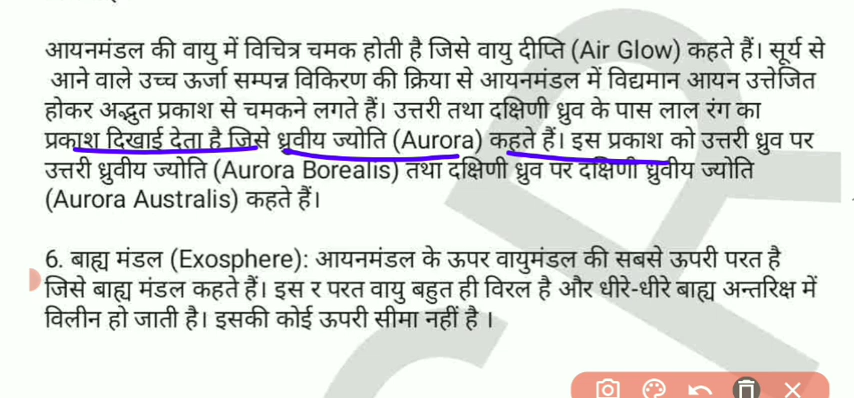 आयनमंडल की वायु में विचित्र चमक होती है जिसे वायु दीप्ति (Air Glow) कहते हैं। सूर्य से
आने वाले उच्च ऊर्जा सम्पन्न विकिरण की क्रिया से आयनमंडल में विद्यमान आयन उत्तेजित
होकर अद्भुत प्रकाश से चमकने लगते हैं। उत्तरी तथा दक्षिणी ध्रुव के पास लाल रंग का
प्रकाश दिखाई देता है जिसे ध्रुवीय ज्योति (Aurora) कहते हैं। इस प्रकाश को उत्तरी ध्रुव पर
उत्तरी ध्रुवीय ज्योति (Aurora Borealis) तथा दक्षिणी ध्रुव पर दक्षिणी ध्रुवीय ज्योति
(Aurora Australis) कहते हैं।
6. बाह्य मंडल (Exosphere): आयनमंडल के ऊपर वायुमंडल की सबसे ऊपरी परत है
जिसे बाह्य मंडल कहते हैं। इस र परत वायु बहुत ही विरल है और धीरे-धीरे बाह्य अन्तरिक्ष में
विलीन हो जाती है। इसकी कोई ऊपरी सीमा नहीं है ।